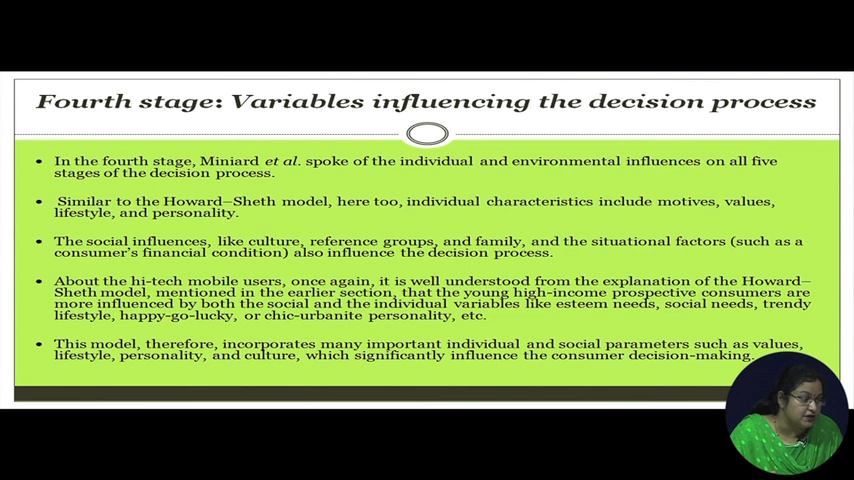 Fourth stage: Variables influencing the decision process
• In the fourth stage, Miniard et al. spoke of the individual and environmental influences on all five
stages of the decision process.
• Similar to the Howard–Sheth model, here too, individual characteristics include motives, values,
lifestyle, and personality.
• The social influences, like culture, reference groups, and family, and the situational factors (such as a
consumer's financial condition) also influence the decision process.
• About the hi-tech mobile users, once again, it is well understood from the explanation of the Howard–
Sheth model, mentioned in the earlier section, that the young high-income prospective consumers are
more influenced by both the social and the individual variables like esteem needs, social needs, trendy
lifestyle, happy-go-lucky, or chic-urbanite personality, etc.
• This model, therefore, incorporates many important individual and social parameters such as values,
lifestyle, personality, and culture, which significantly influence the consumer decision-making.